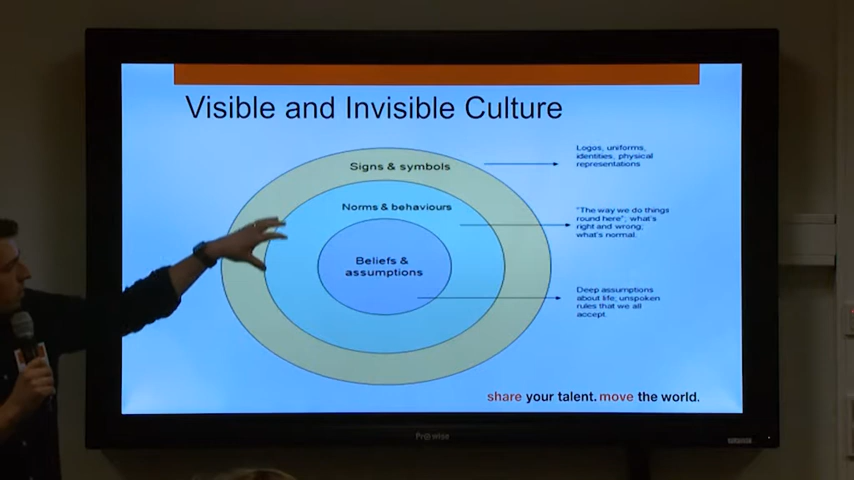 Visible and Invisible Culture
Signs & symbols
Logos, uniforms,
identities, physical
representations
Norms & behaviours
"The way we do things
round here"; what's
right and wrong;
what's normal.
Beliefs &
assumptions
Deep assumptions
about life; unspoken
rules that we all
accept.
share your talent. move the world.
Prowise